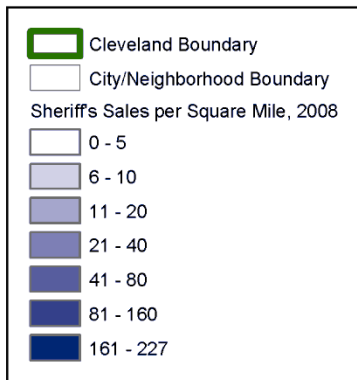 Cleveland Boundary
City/Neighborhood Boundary
Sheriff's Sales per Square Mile, 2008
0 - 5
6 - 10
11 - 20
21 - 40
41 - 80
81 - 160
161 - 227